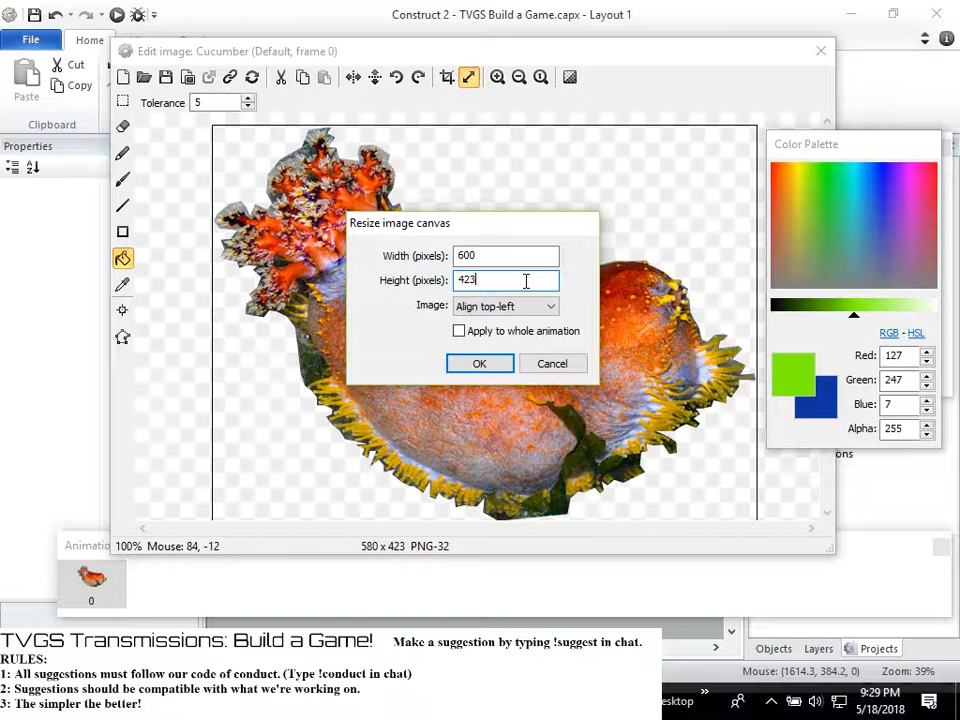 Construct 2 - TVGS Build a Game.capx - Layout 1
File
Home
Cut
Copy
Paste
Clipboard
Properties
Edit image: Cucumber (Default, frame 0)
Tolerance
5
Color Palette
Resize image canvas
Width (pixels):
600
Height (pixels):
423
Image:
Align top-left
Apply to whole animation
OK
Cancel
RGB - HSL
Red:
127
Green:
247
Blue:
7
Alpha:
255
100% Mouse: 84, -12
580 x 423 PNG-32
0
Objects
Layers
Projects
Mouse: (1614.3, 384.2, 0)
Zoom: 39%
TVGS Transmissions: Build a Game!
Make a suggestion by typing !suggest in chat.
RULES:
1: All suggestions must follow our code of conduct. (Type !conduct in chat)
2: Suggestions should be compatible with what we're working on.
3: The simpler the better!
9:29 PM
5/18/2018